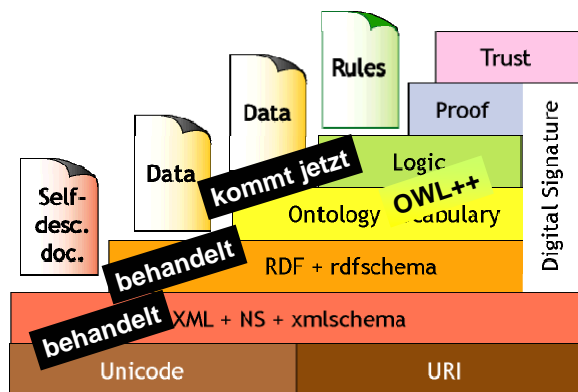 Trust
Rules
Proof
Data
Digital Signature
Logic
kommt jetzt
Data
OWL++
Self-
desc.
doc.
Ontology vocabulary
behandelt
RDF + rdfschema
behandelt
XML + NS + xmlschema
Unicode
URI